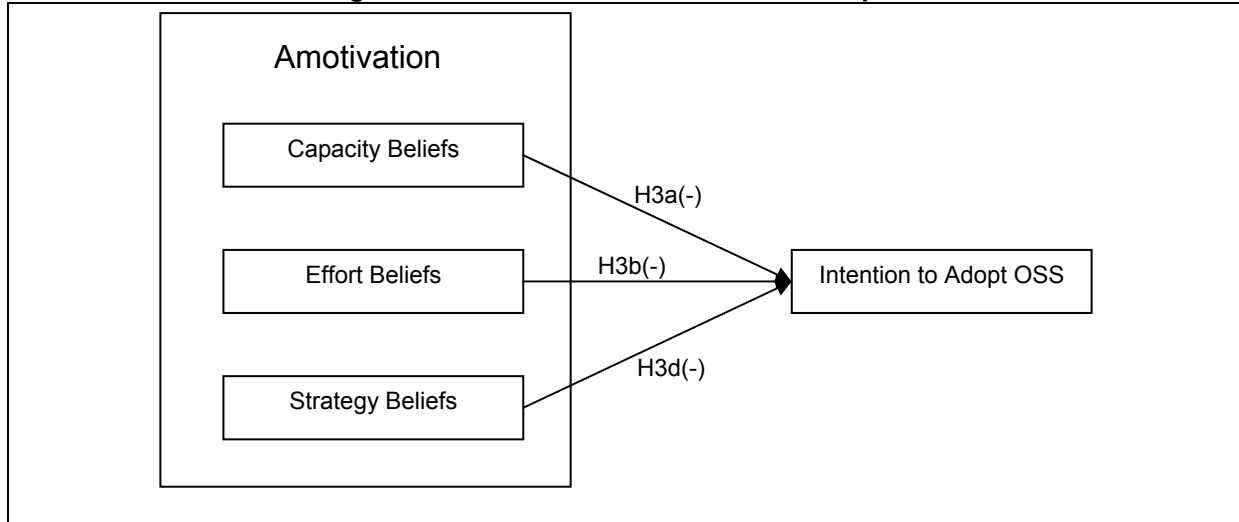 Amotivation
Capacity Beliefs
H3a(-)
Effort Beliefs
H3b(-)
Intention to Adopt OSS
H3d(-)
Strategy Beliefs